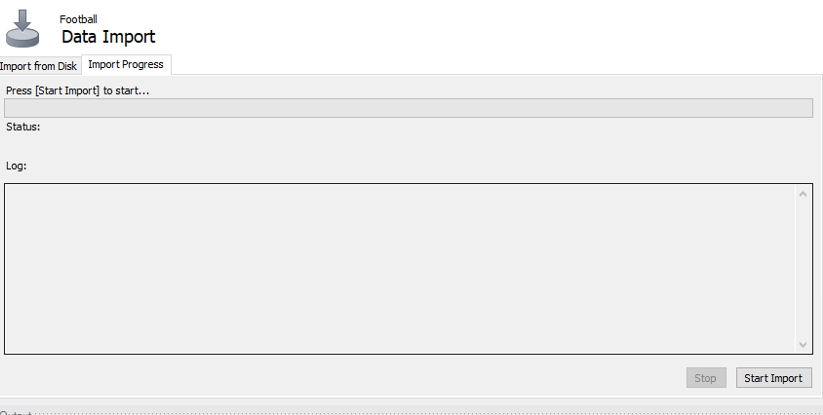 Football
Data Import
Import from Disk
Import Progress
Press [Start Import] to start...
Status:
Log:
Stop
Start Import